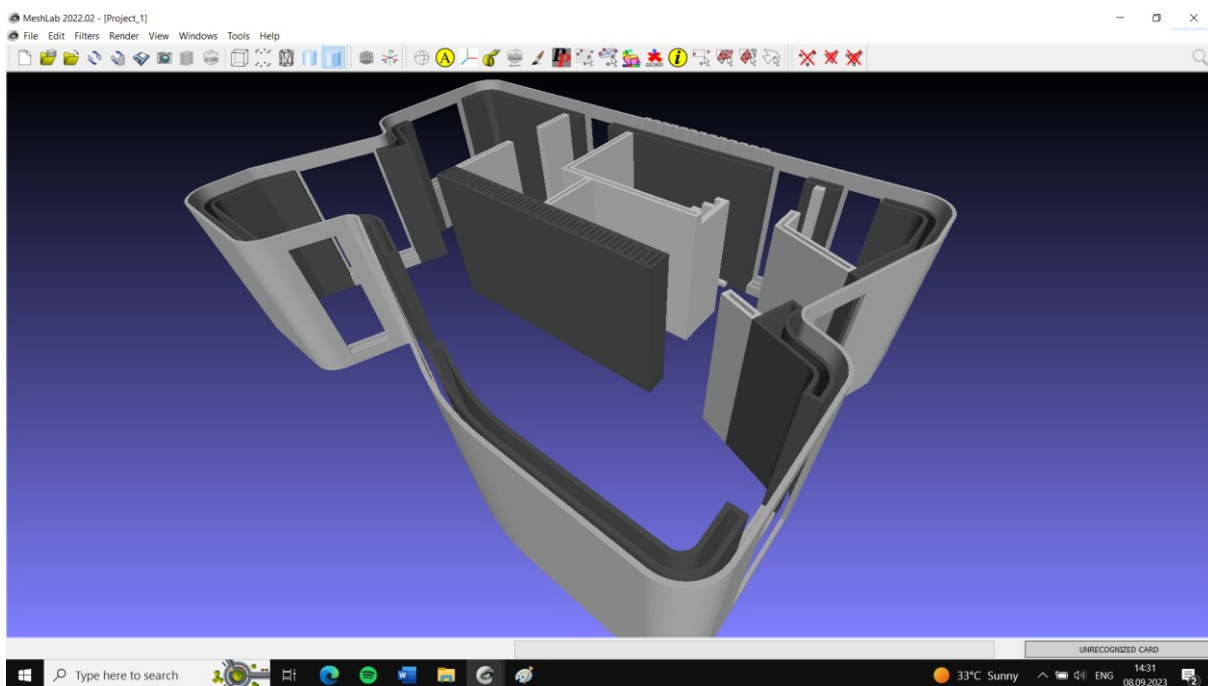 MeshLab 2022.02 - [Project_1]
File Edit Filters Render View Windows Tools Help
A
i
UNRECOGNIZED CARD
Type here to search
33°C Sunny
ENG
14:31
08.09.2023